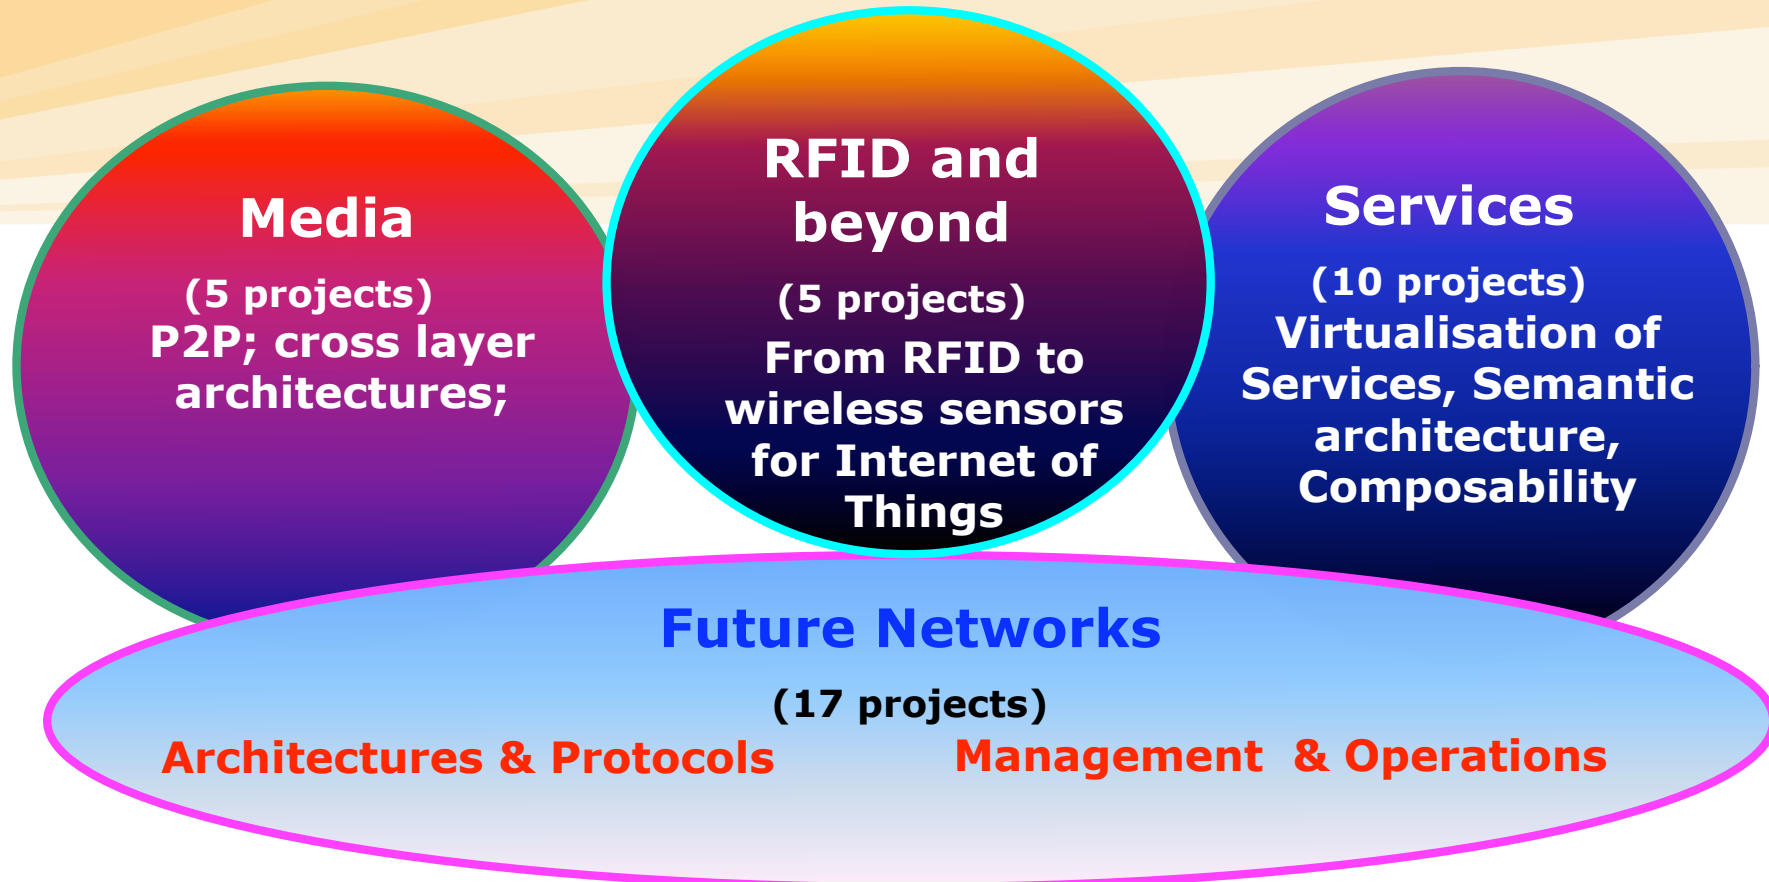 Media
(5 projects)
P2P; cross layer
architectures;
RFID and
beyond
(5 projects)
From RFID to
wireless sensors
for Internet of
Things
Services
(10 projects)
Virtualisation of
Services, Semantic
architecture,
Composability
Future Networks
(17 projects)
Architectures & Protocols
Management & Operations